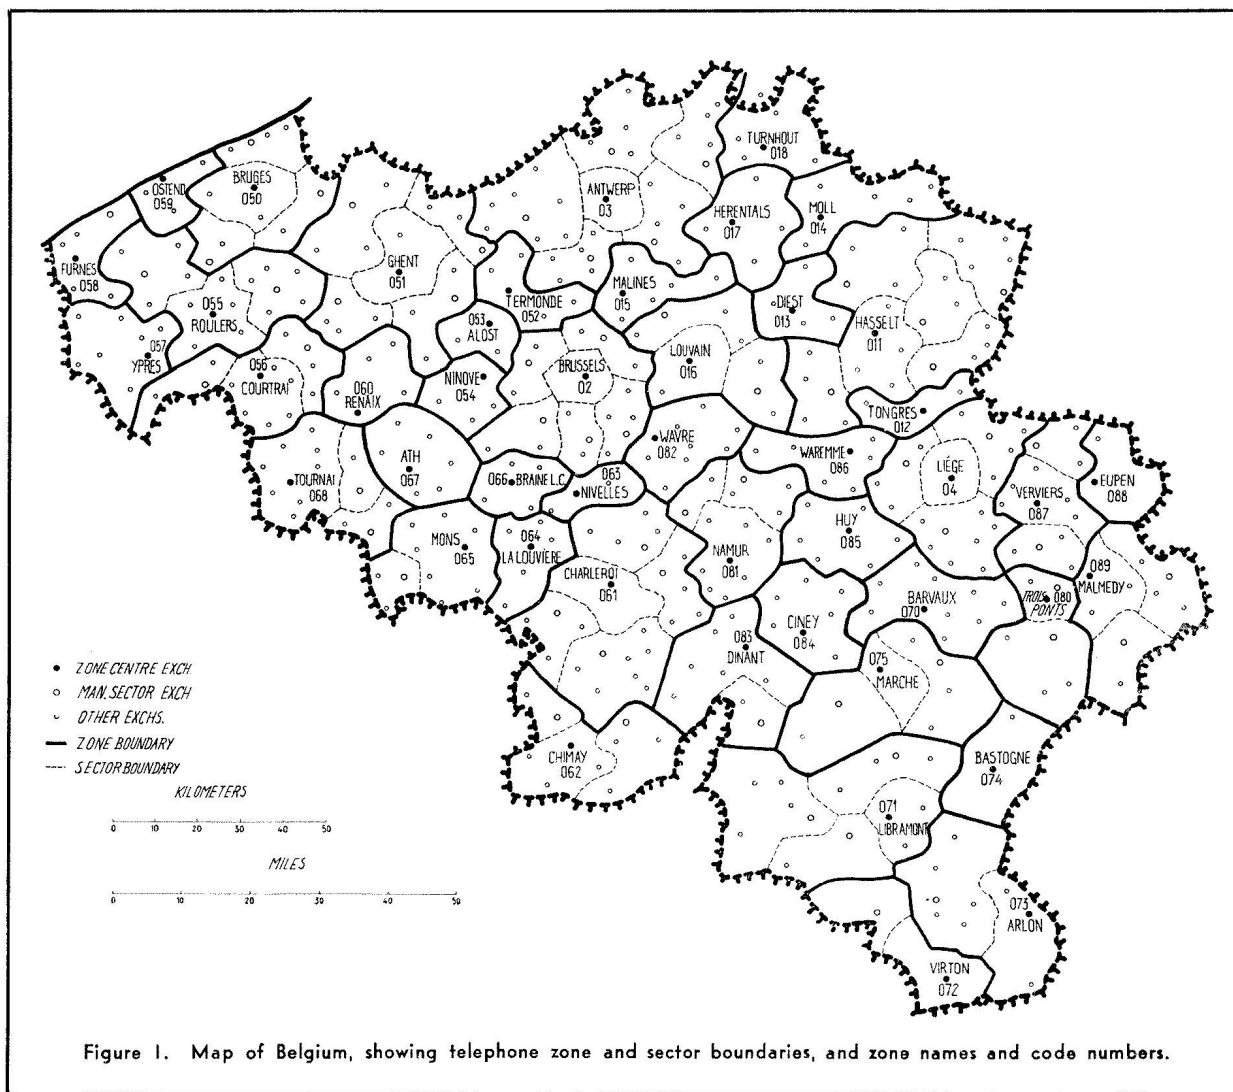 TURNHOUT
018
OSTEND
059
BRUGES
050
ANTWERP
03
HERENTALS
017
MOLL
014
FURNES
058
GHENT
051
TERMONDE
052
MALINES
015
DIEST
013
055
ROULERS
053
ALOST
HASSELT
011
057
YPRES
056
COURTRAI
060
RENAIX
NINOVE
054
BRUSSELS
02
LOUVAIN
016
TONGRES
012
WAVRE
082
WAREMME
086
LIÉGE
04
TOURNAI
068
ATH
067
066 BRAINE L.C.
063
NIVELLES
VERVIERS
087
EUPEN
088
MONS
065
064
LA LOUVIÈRE
CHARLEROI
061
NAMUR
081
HUY
085
089
MALMEDY
TROIS 080
PONTS
BARVAUX
070
CINEY
084
083
DINANT
075
MARCHE
CHIMAY
062
BASTOGNE
074
071
LIBRAMONT
073
ARLON
VIRTON
072
ZONE CENTRE EXCH
MAN. SECTOR EXCH
OTHER EXCHS.
ZONE BOUNDARY
SECTOR BOUNDARY
KILOMETERS
0 10 20 30 40 50
MILES
0 10 20 30 40 50
Figure 1. Map of Belgium, showing telephone zone and sector boundaries, and zone names and code numbers.